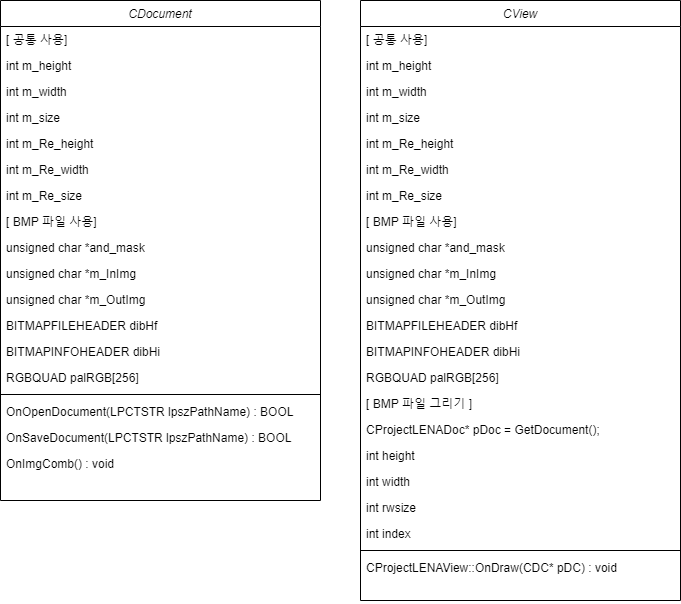 CDocument
[ 공통 사용]
int m_height
int m_width
int m_size
int m_Re_height
int m_Re_width
int m_Re_size
[ BMP 파일 사용]
unsigned char *and_mask
unsigned char *m_InImg
unsigned char *m_OutImg
BITMAPFILEHEADER dibHf
BITMAPINFOHEADER dibHi
RGBQUAD palRGB[256]
OnOpenDocument(LPCTSTR lpszPathName) : BOOL
OnSaveDocument(LPCTSTR lpszPathName) : BOOL
OnImgComb() : void
CView
[ 공통 사용]
int m_height
int m_width
int m_size
int m_Re_height
int m_Re_width
int m_Re_size
[ BMP 파일 사용]
unsigned char *and_mask
unsigned char *m_InImg
unsigned char *m_OutImg
BITMAPFILEHEADER dibHf
BITMAPINFOHEADER dibHi
RGBQUAD palRGB[256]
[ BMP 파일 그리기 ]
CProjectLENADoc* pDoc = GetDocument();
int height
int width
int rwsize
int index
CProjectLENAView::OnDraw(CDC* pDC) : void